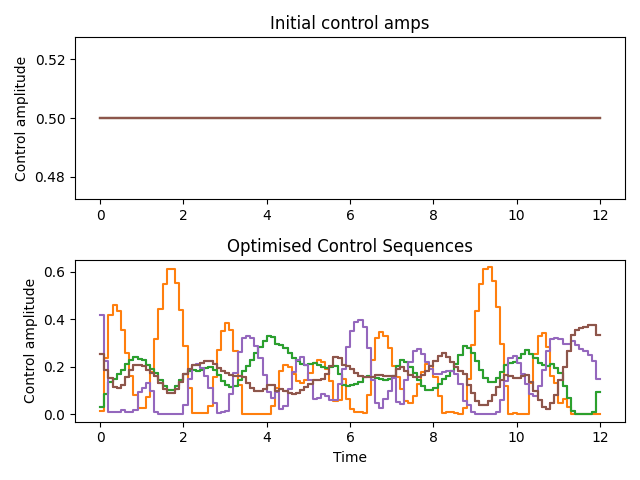 Initial control amps
Control amplitude
0.52
0.50
0.48
0 2 4 6 8 10 12
Optimised Control Sequences
Control amplitude
0.6
0.4
0.2
0.0
0 2 4 6 8 10 12
Time